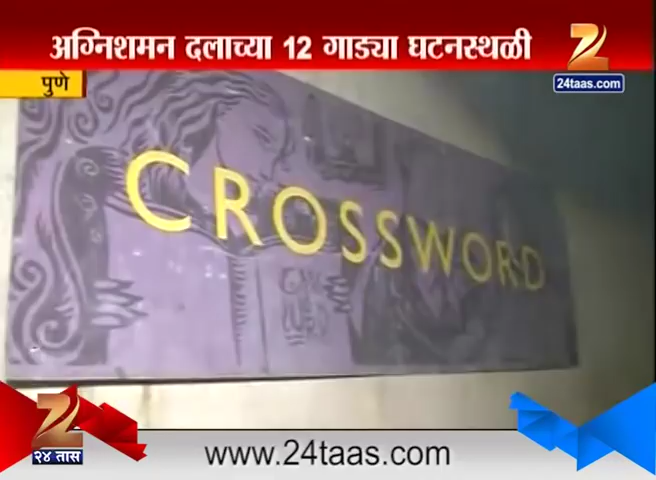 अग्निशमन दलाच्या 12 गाड्या घटनस्थळी
24taas.com
पुणे
CROSSWORD
२४ तास
www.24taas.com